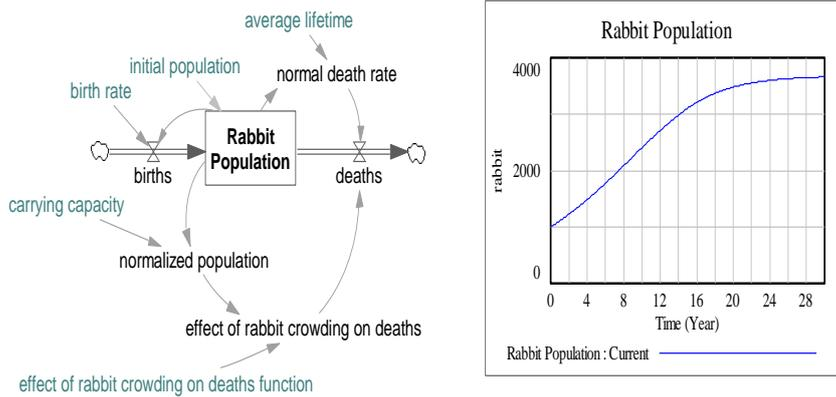 average lifetime
initial population
normal death rate
birth rate
Rabbit
Population
births
deaths
carrying capacity
normalized population
effect of rabbit crowding on deaths
effect of rabbit crowding on deaths function
Rabbit Population
4000
2000
0
rabbit
0 4 8 12 16 20 24 28
Time (Year)
Rabbit Population : Current